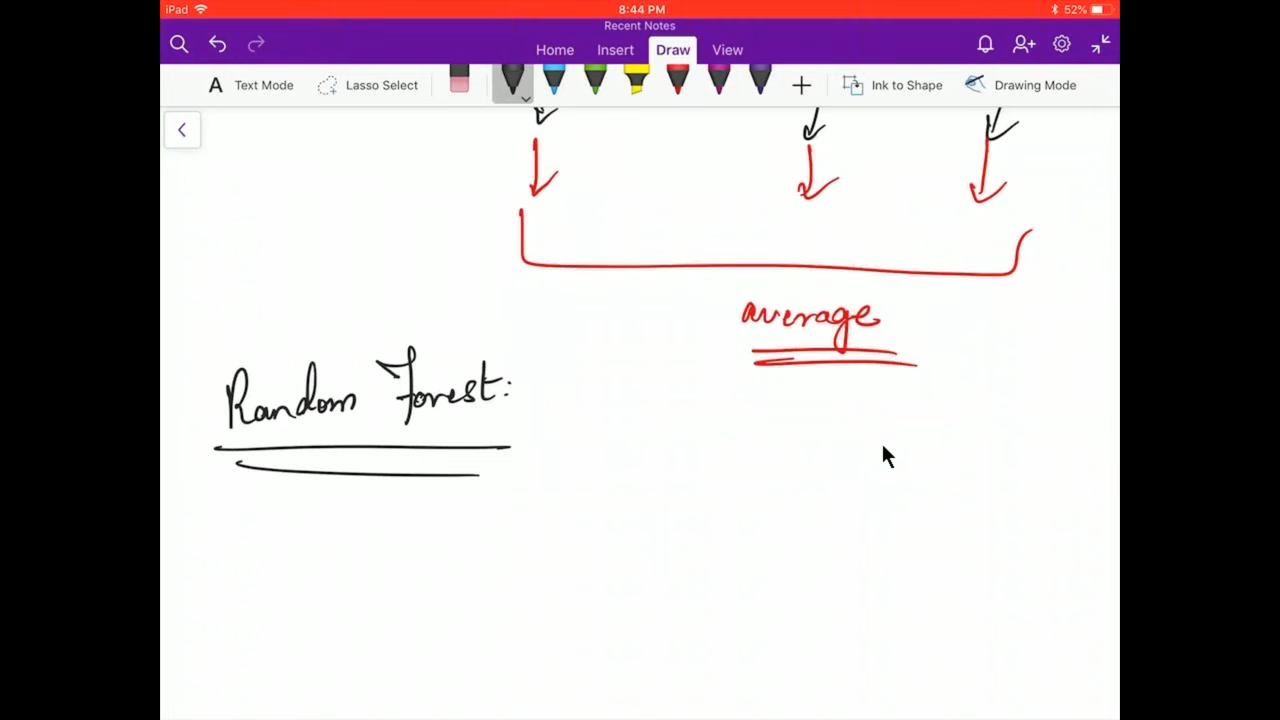 iPad 8:44 PM 52%
Recent Notes
Home Insert Draw View
Text Mode Lasso Select Ink to Shape Drawing Mode
average
Random Forest: